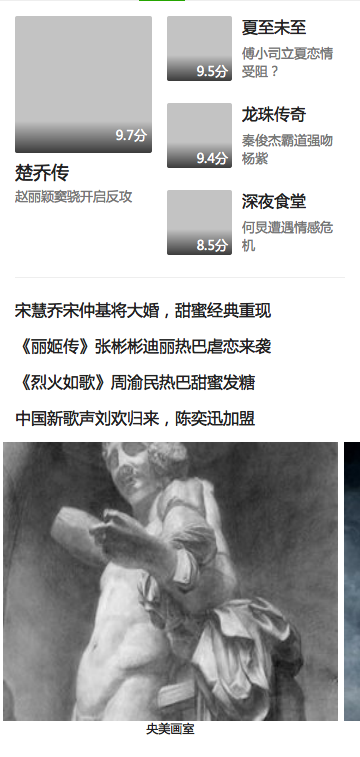 9.7分
楚乔传
赵丽颖窦骁开启反攻
9.5分
夏至未至
傅小司立夏恋情
受阻？
9.4分
龙珠传奇
秦俊杰霸道强吻
杨紫
8.5分
深夜食堂
何炅遭遇情感危
机
宋慧乔宋仲基将大婚，甜蜜经典重现
《丽姬传》张彬彬迪丽热巴虐恋来袭
《烈火如歌》周渝民热巴甜蜜发糖
中国新歌声刘欢归来，陈奕迅加盟
央美画室